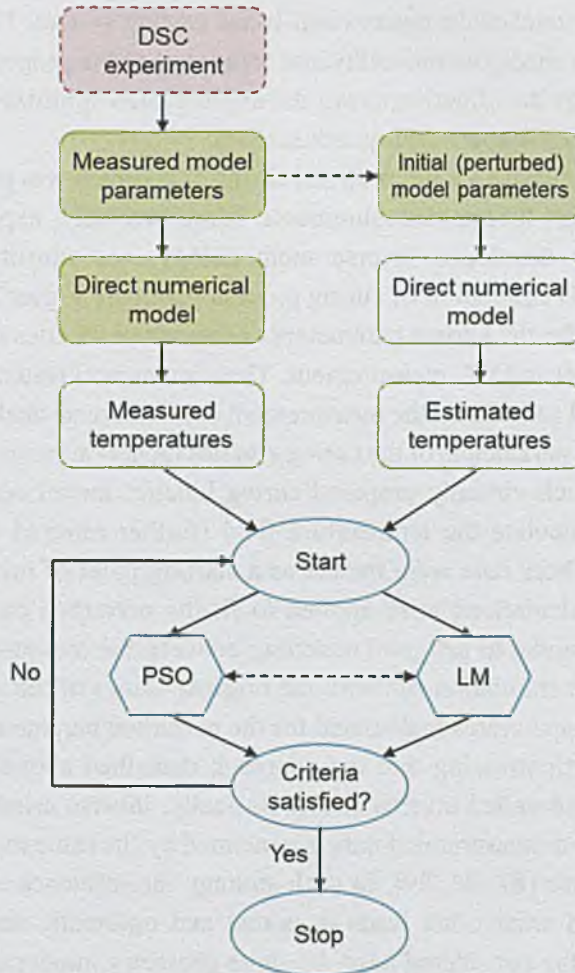 DSC
experiment
Measured model
parameters
Initial (perturbed)
model parameters
Direct numerical
model
Direct numerical
model
Measured
temperatures
Estimated
temperatures
Start
No
PSO
LM
Criteria
satisfied?
Yes
Stop